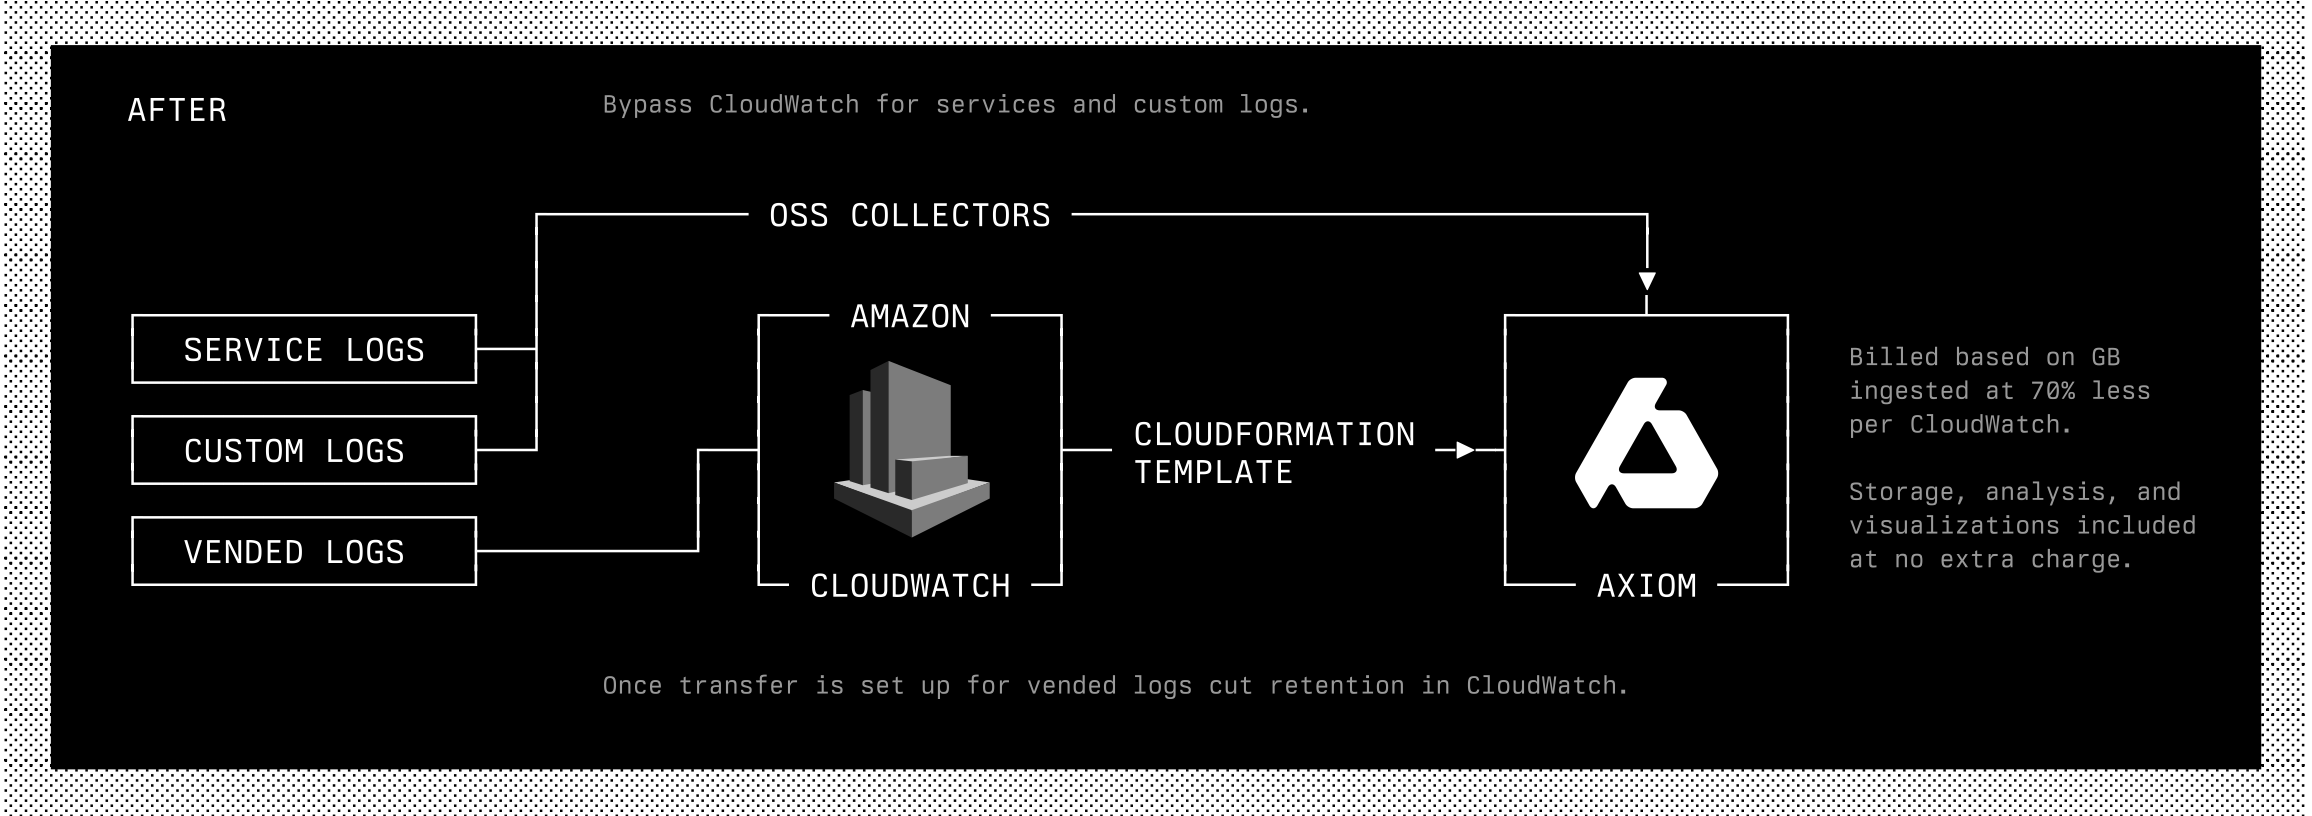 AFTER
Bypass CloudWatch for services and custom logs.
OSS COLLECTORS
SERVICE LOGS
CUSTOM LOGS
VENDED LOGS
AMAZON
CLOUDWATCH
CLOUDFORMATION
TEMPLATE
AXIOM
Billed based on GB
ingested at 70% less
per CloudWatch.
Storage, analysis, and
visualizations included
at no extra charge.
Once transfer is set up for vended logs cut retention in CloudWatch.